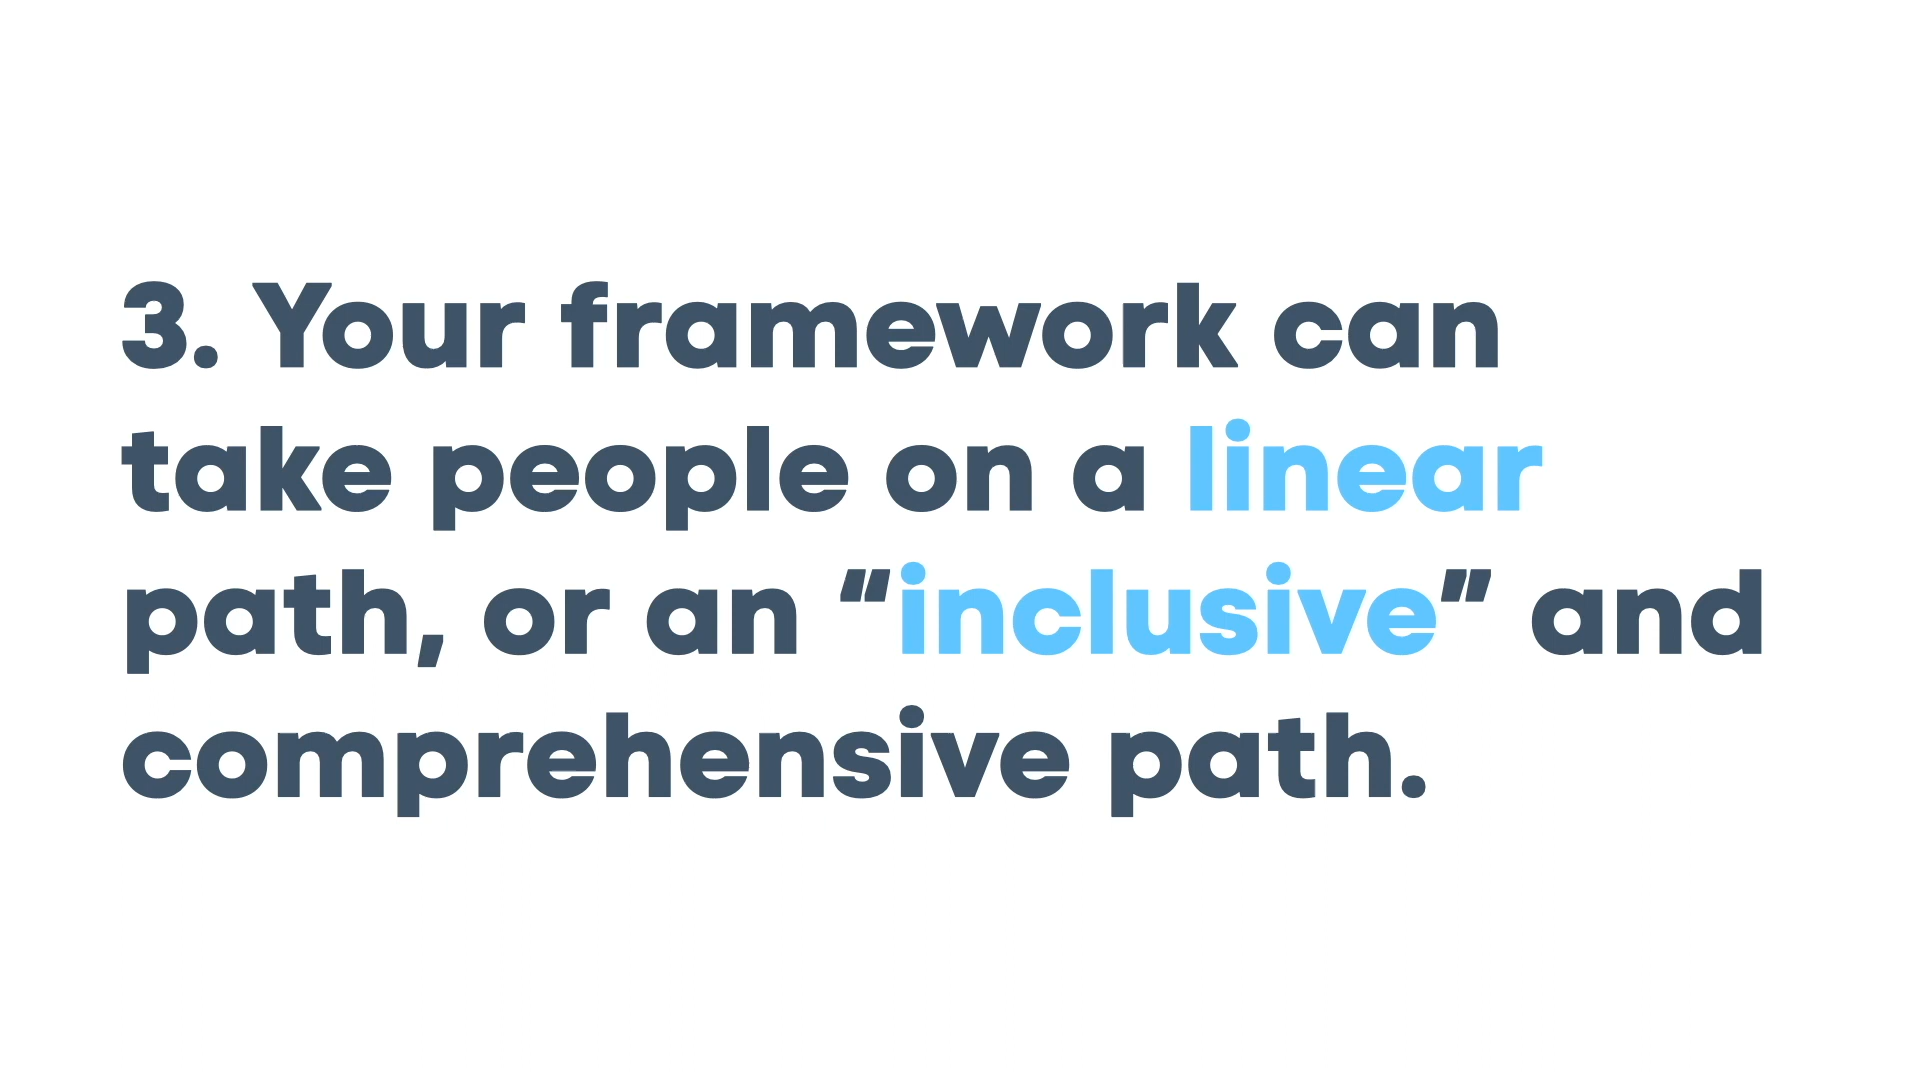 3. Your framework can
take people on a linear
path, or an “inclusive” and
comprehensive path.